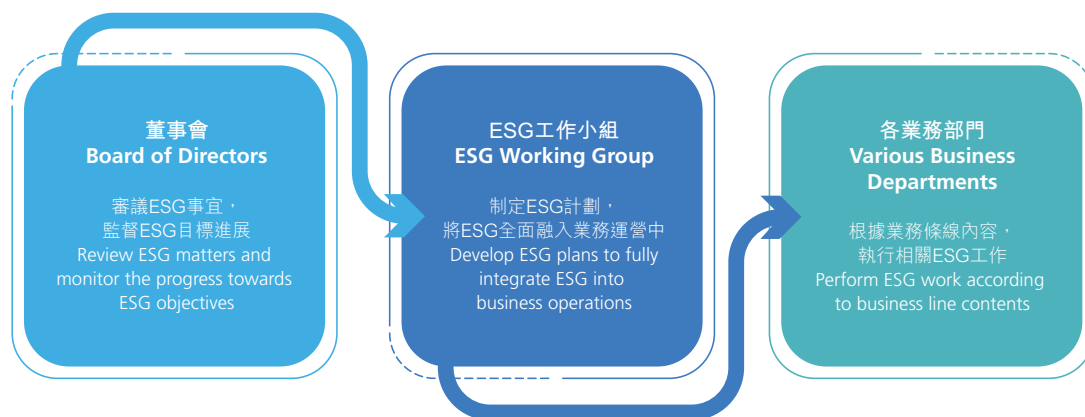 董事會
Board of Directors
審議ESG事宜，
監督ESG目標進展
Review ESG matters and
monitor the progress towards
ESG objectives
ESG工作小組
ESG Working Group
制定ESG計劃，
將ESG全面融入業務運營中
Develop ESG plans to fully
integrate ESG into
business operations
各業務部門
Various Business
Departments
根據業務條線內容，
執行相關ESG工作
Perform ESG work according
to business line contents